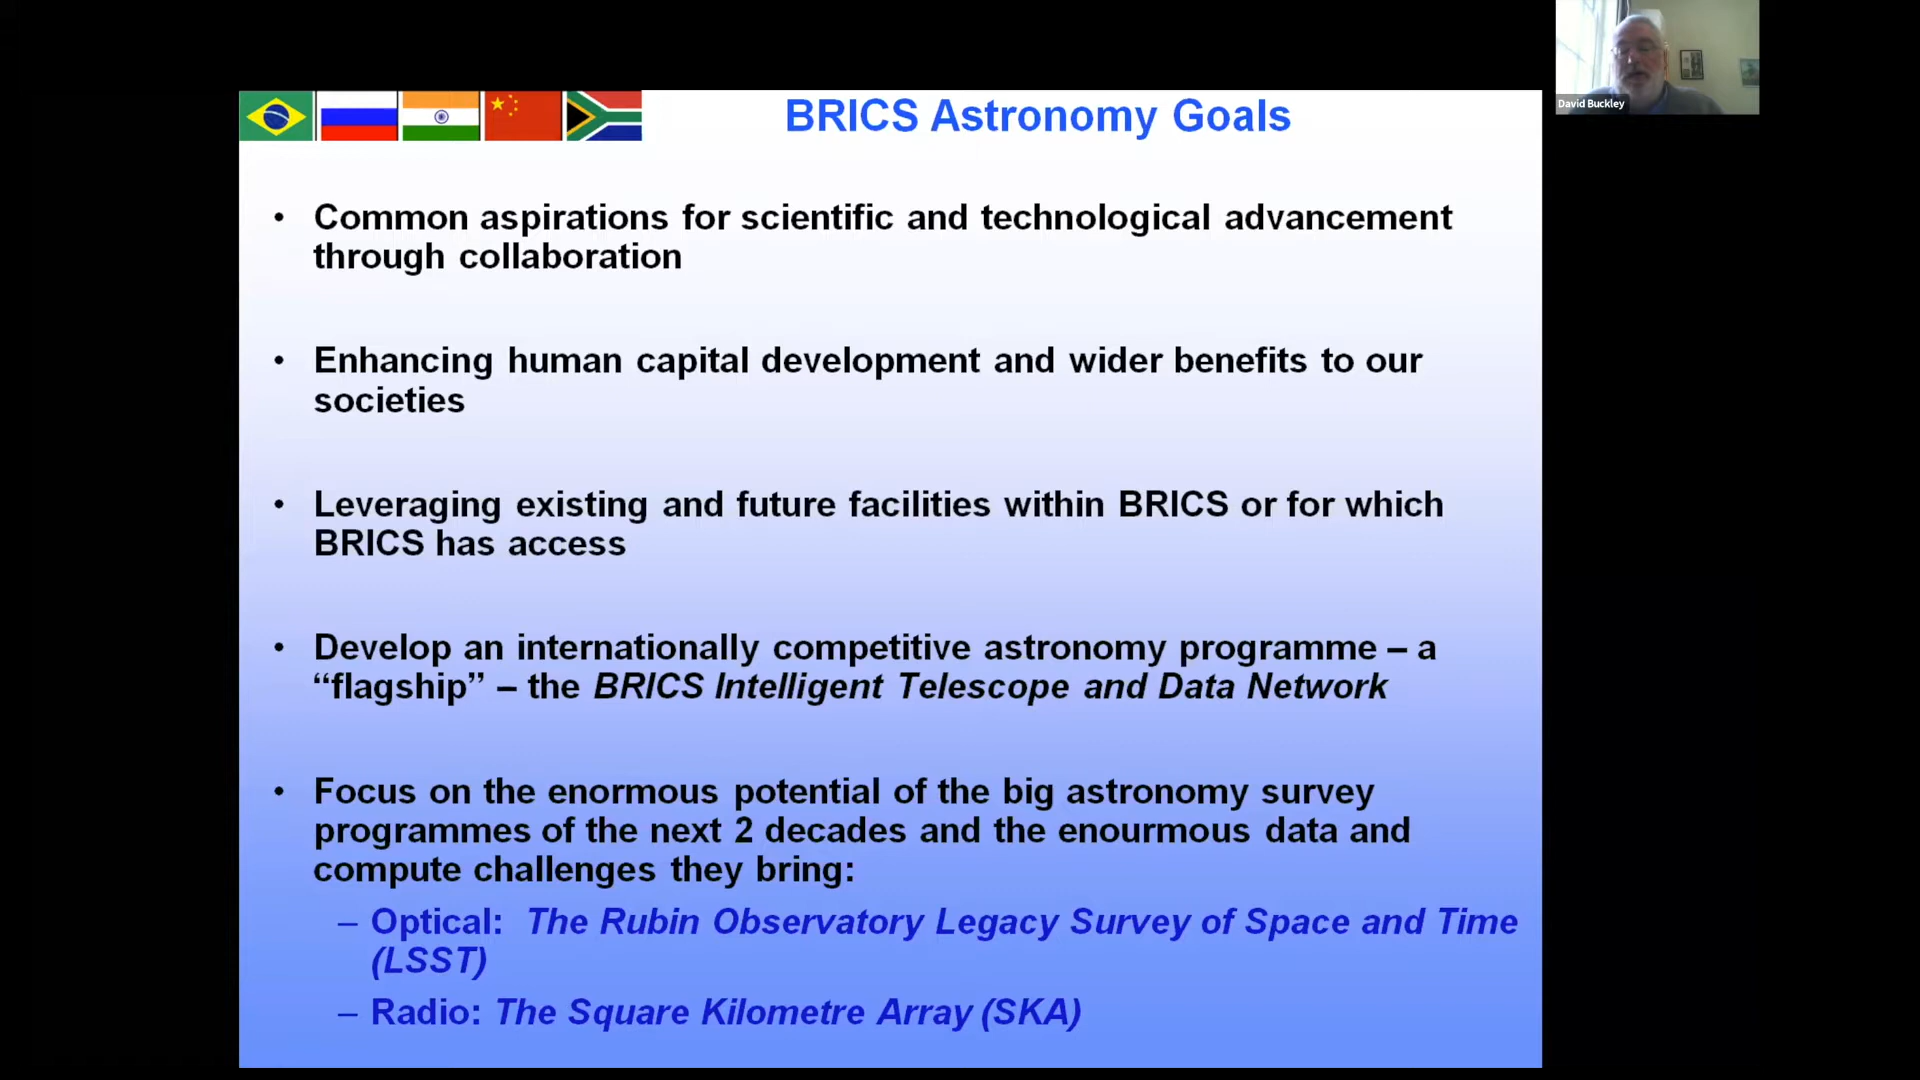 BRICS Astronomy Goals
David Buckley
• Common aspirations for scientific and technological advancement
through collaboration
• Enhancing human capital development and wider benefits to our
societies
• Leveraging existing and future facilities within BRICS or for which
BRICS has access
• Develop an internationally competitive astronomy programme – a
“flagship” – the BRICS Intelligent Telescope and Data Network
• Focus on the enormous potential of the big astronomy survey
programmes of the next 2 decades and the enourmous data and
compute challenges they bring:
– Optical: The Rubin Observatory Legacy Survey of Space and Time
(LSST)
– Radio: The Square Kilometre Array (SKA)